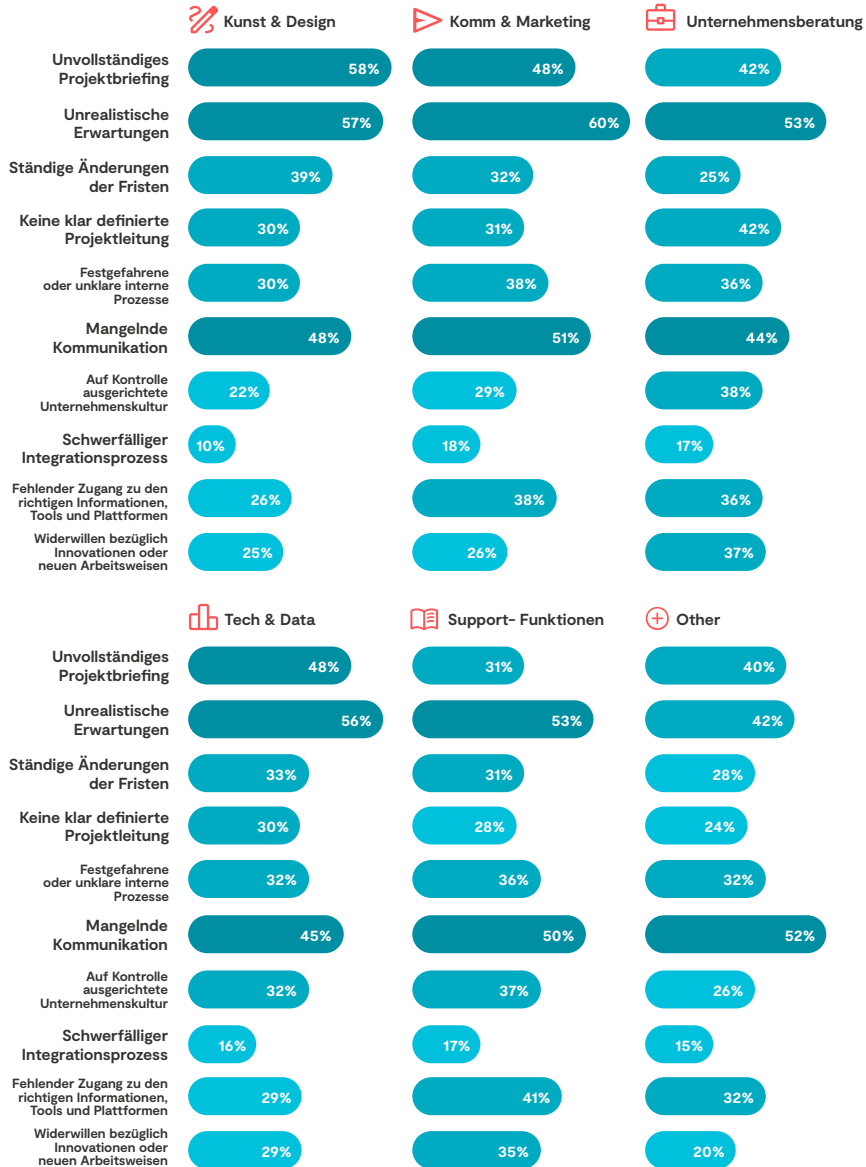 Kunst & Design Komm & Marketing Unternehmensberatung
Unvollständiges
Projektbriefing
58% 48% 42%
Unrealistische
Erwartungen
57% 60% 53%
Ständige Änderungen
der Fristen
39% 32% 25%
Keine klar definierte
Projektleitung
30% 31% 42%
Festgefahrene
oder unklare interne
Prozesse
30% 38% 36%
Mangelnde
Kommunikation
48% 51% 44%
Auf Kontrolle
ausgerichtete
Unternehmenskultur
22% 29% 38%
Schwerfälliger
Integrationsprozess
10% 18% 17%
Fehlender Zugang zu den
richtigen Informationen,
Tools und Plattformen
26% 38% 36%
Widerwillen bezüglich
Innovationen oder
neuen Arbeitsweisen
25% 26% 37%
Tech & Data Support- Funktionen Other
Unvollständiges
Projektbriefing
48% 31% 40%
Unrealistische
Erwartungen
56% 53% 42%
Ständige Änderungen
der Fristen
33% 31% 28%
Keine klar definierte
Projektleitung
30% 28% 24%
Festgefahrene
oder unklare interne
Prozesse
32% 36% 32%
Mangelnde
Kommunikation
45% 50% 52%
Auf Kontrolle
ausgerichtete
Unternehmenskultur
32% 37% 26%
Schwerfälliger
Integrationsprozess
16% 17% 15%
Fehlender Zugang zu den
richtigen Informationen,
Tools und Plattformen
29% 41% 32%
Widerwillen bezüglich
Innovationen oder
neuen Arbeitsweisen
29% 35% 20%